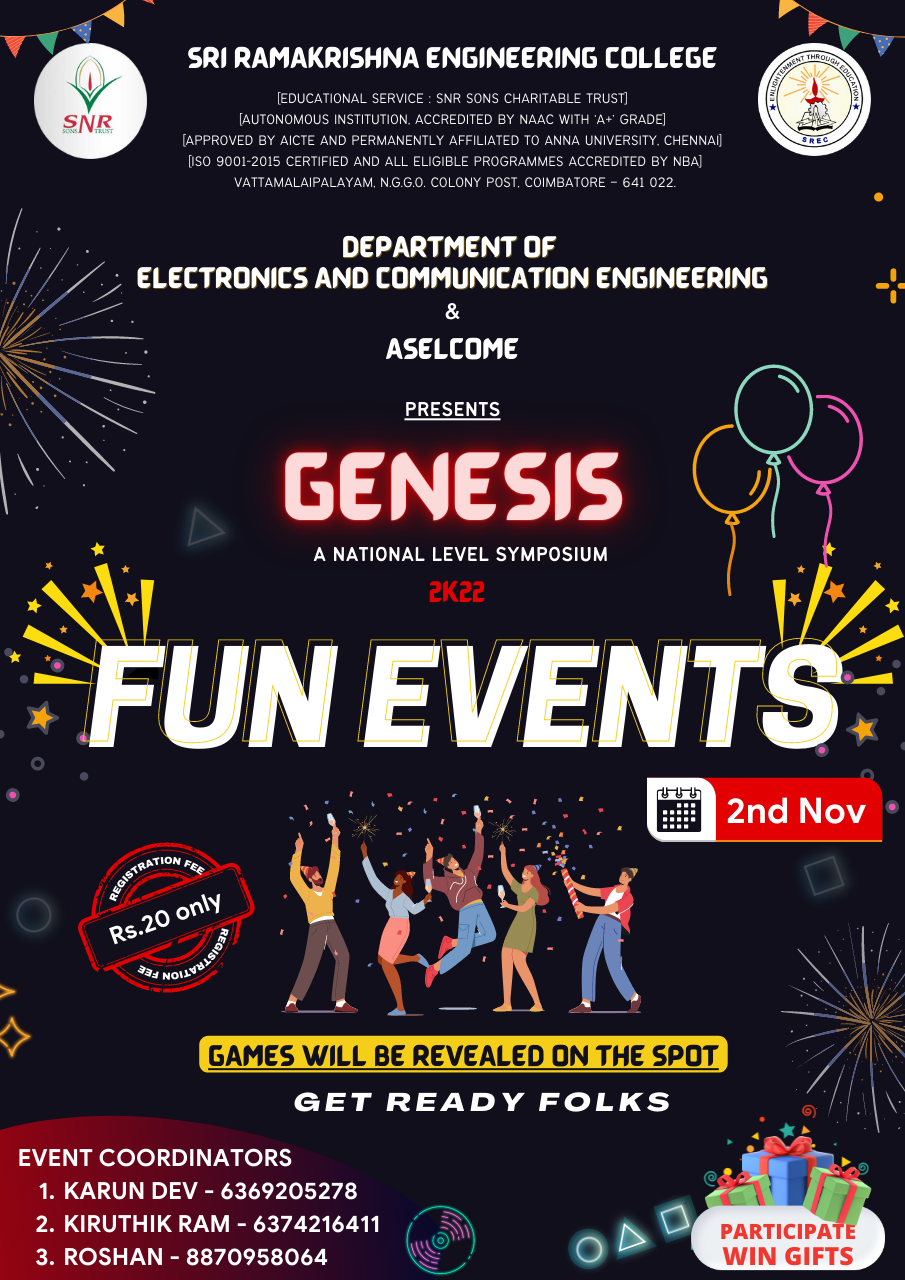 SRI RAMAKRISHNA ENGINEERING COLLEGE
[EDUCATIONAL SERVICE : SNR SONS CHARITABLE TRUST]
[AUTONOMOUS INSTITUTION, ACCREDITED BY NAAC WITH 'A+' GRADE]
[APPROVED BY AICTE AND PERMANENTLY AFFILIATED TO ANNA UNIVERSITY, CHENNAI]
[ISO 9001-2015 CERTIFIED AND ALL ELIGIBLE PROGRAMMES ACCREDITED BY NBA]
VATTAMALAIPALAYAM, N.G.G.O. COLONY POST, COIMBATORE – 641 022.
SNR
SONS TRUST
ENLIGHTENMENT THROUGH EDUCATION
SREC
DEPARTMENT OF
ELECTRONICS AND COMMUNICATION ENGINEERING
&
ASELCOME
PRESENTS
GENESIS
A NATIONAL LEVEL SYMPOSIUM
2K22
FUN EVENTS
2nd Nov
REGISTRATION FEE
Rs.20 only
REGISTRATION FEE
GAMES WILL BE REVEALED ON THE SPOT
GET READY FOLKS
EVENT COORDINATORS
1. KARUN DEV - 6369205278
2. KIRUTHIK RAM - 6374216411
3. ROSHAN - 8870958064
PARTICIPATE
WIN GIFTS